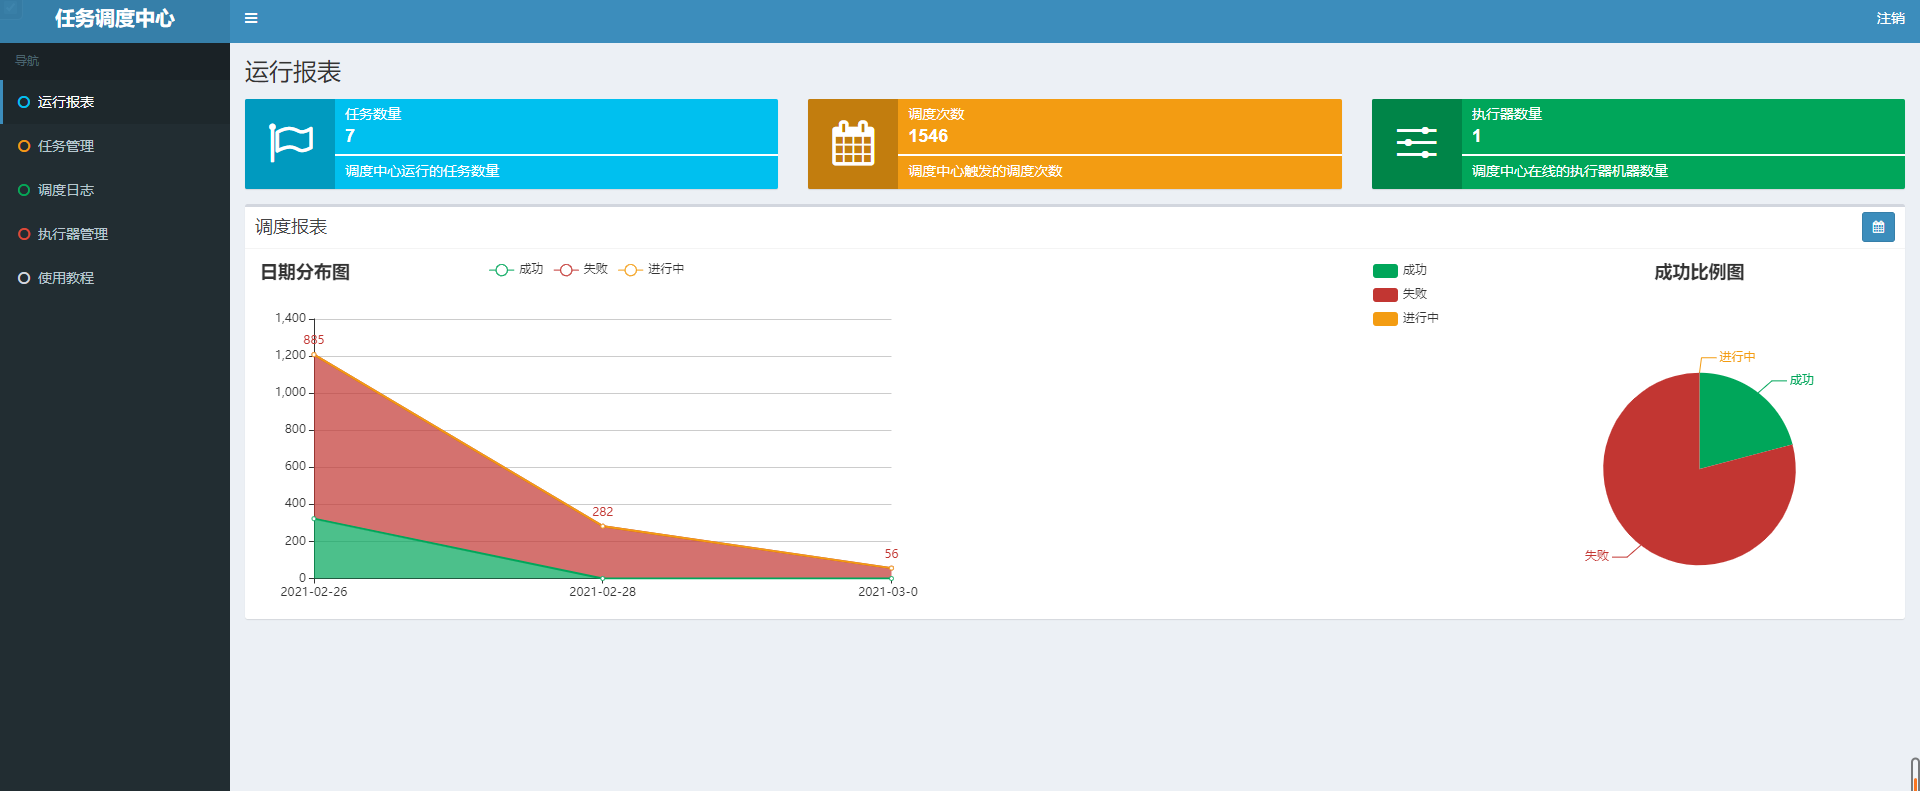 任务调度中心
注销
导航
运行报表
任务管理
调度日志
执行器管理
使用教程
运行报表
任务数量
7
调度中心运行的任务数量
调度次数
1546
调度中心触发的调度次数
执行器数量
1
调度中心在线的执行器机器数量
调度报表
日期分布图
成功 失败 进行中
1,400
1,200
1,000
800
600
400
200
0
885
282
56
2021-02-26 2021-02-28 2021-03-0
成功
失败
进行中
成功比例图
进行中
成功
失败